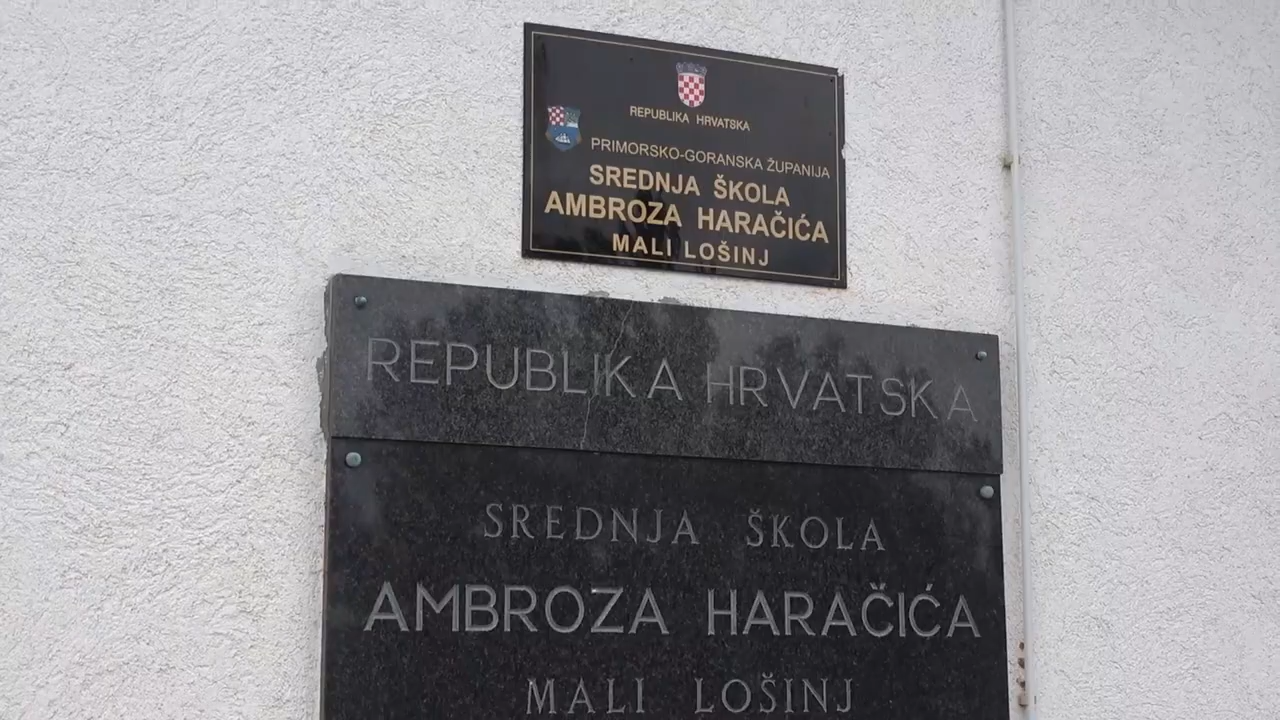 REPUBLIKA HRVATSKA
PRIMORSKO-GORANSKA ŽUPANIJA
SREDNJA ŠKOLA
AMBROZA HARAČIĆA
MALI LOŠINJ
REPUBLIKA HRVATSKA
SREDNJA ŠKOLA
AMBROZA HARAČIĆA
MALI LOŠINJ